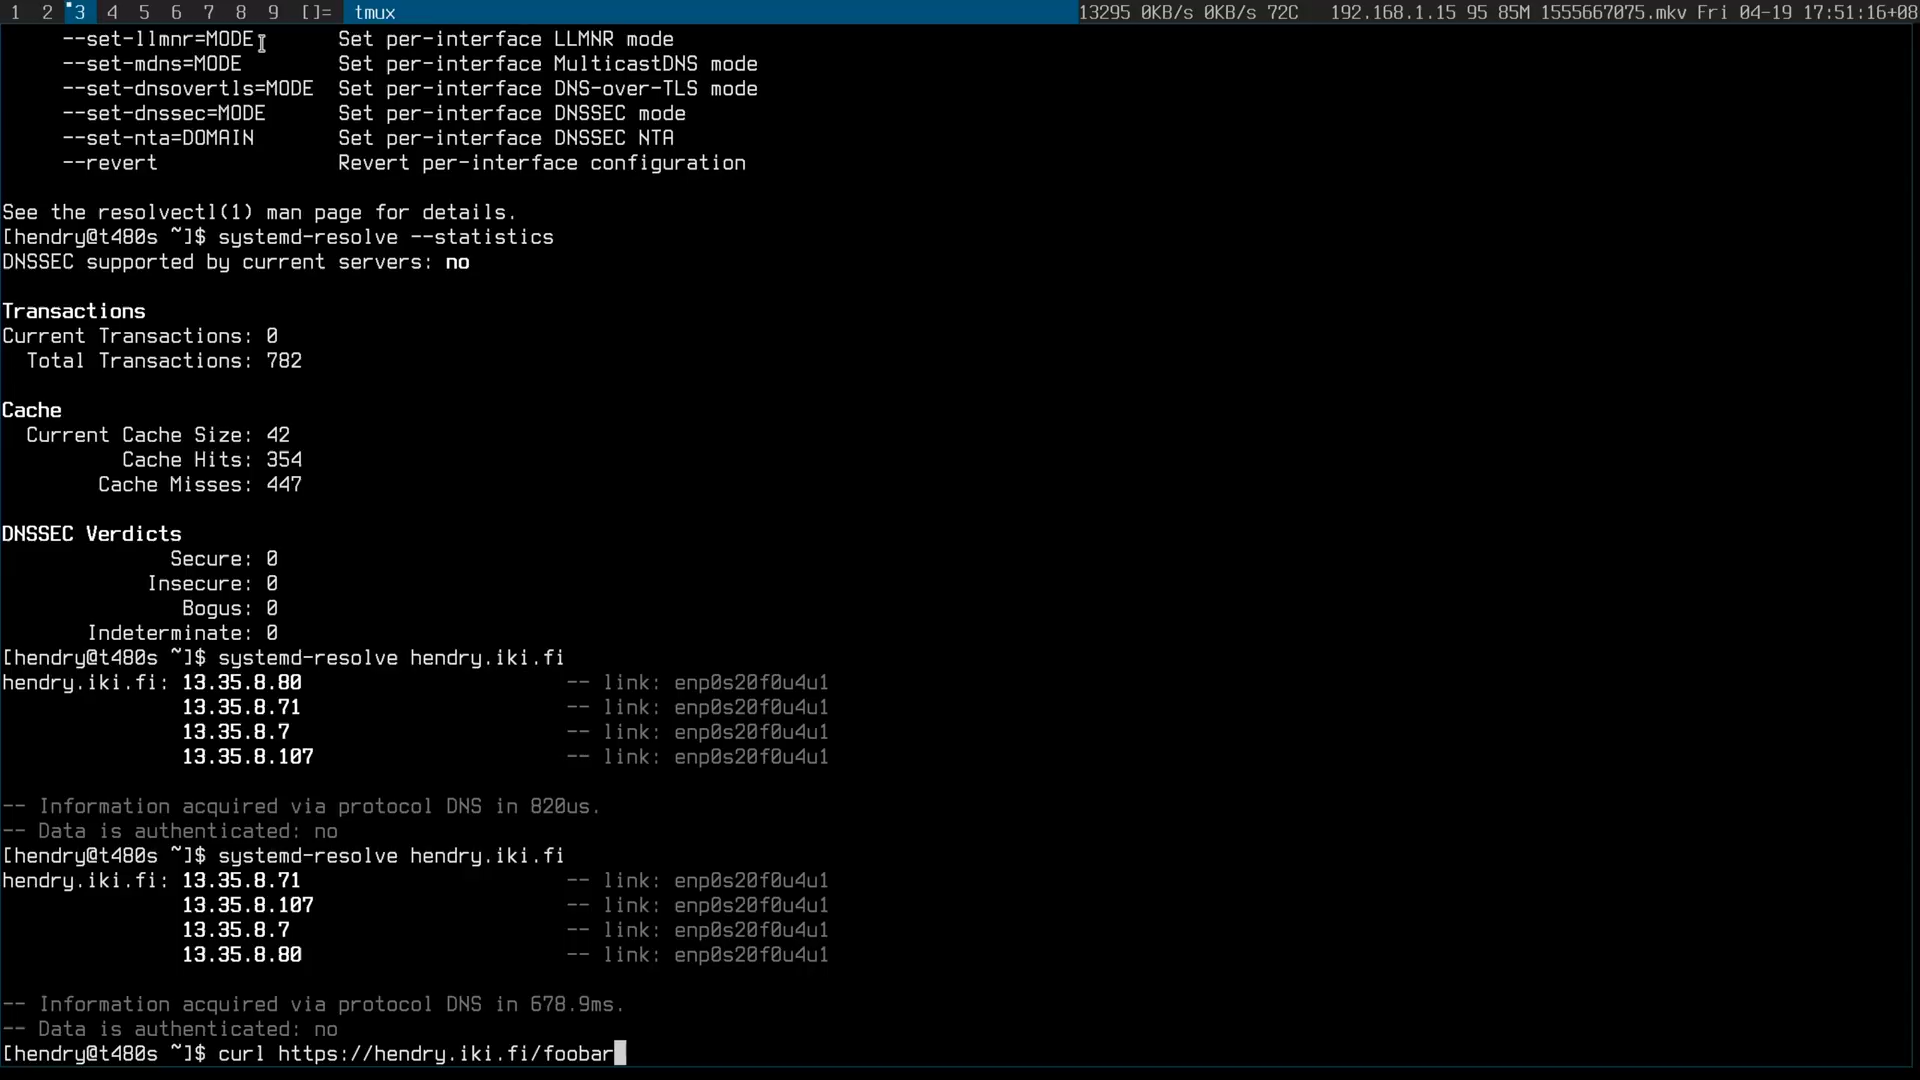 1 2 3 4 5 6 7 8 9 []= tmux 13295 0KB/s 0KB/s 72C 192.168.1.15 95 85M 1555667075.mkv Fri 04-19 17:51:16+08
--set-llmnr=MODE Set per-interface LLMNR mode
--set-mdns=MODE Set per-interface MulticastDNS mode
--set-dnsovertls=MODE Set per-interface DNS-over-TLS mode
--set-dnssec=MODE Set per-interface DNSSEC mode
--set-nta=DOMAIN Set per-interface DNSSEC NTA
--revert Revert per-interface configuration
See the resolvectl(1) man page for details.
[hendry@t480s ~]$ systemd-resolve --statistics
DNSSEC supported by current servers: no
Transactions
Current Transactions: 0
Total Transactions: 782
Cache
Current Cache Size: 42
Cache Hits: 354
Cache Misses: 447
DNSSEC Verdicts
Secure: 0
Insecure: 0
Bogus: 0
Indeterminate: 0
[hendry@t480s ~]$ systemd-resolve hendry.iki.fi
hendry.iki.fi: 13.35.8.80 -- link: enp0s20f0u4u1
13.35.8.71 -- link: enp0s20f0u4u1
13.35.8.7 -- link: enp0s20f0u4u1
13.35.8.107 -- link: enp0s20f0u4u1
-- Information acquired via protocol DNS in 820us.
-- Data is authenticated: no
[hendry@t480s ~]$ systemd-resolve hendry.iki.fi
hendry.iki.fi: 13.35.8.71 -- link: enp0s20f0u4u1
13.35.8.107 -- link: enp0s20f0u4u1
13.35.8.7 -- link: enp0s20f0u4u1
13.35.8.80 -- link: enp0s20f0u4u1
-- Information acquired via protocol DNS in 678.9ms.
-- Data is authenticated: no
[hendry@t480s ~]$ curl https://hendry.iki.fi/foobar